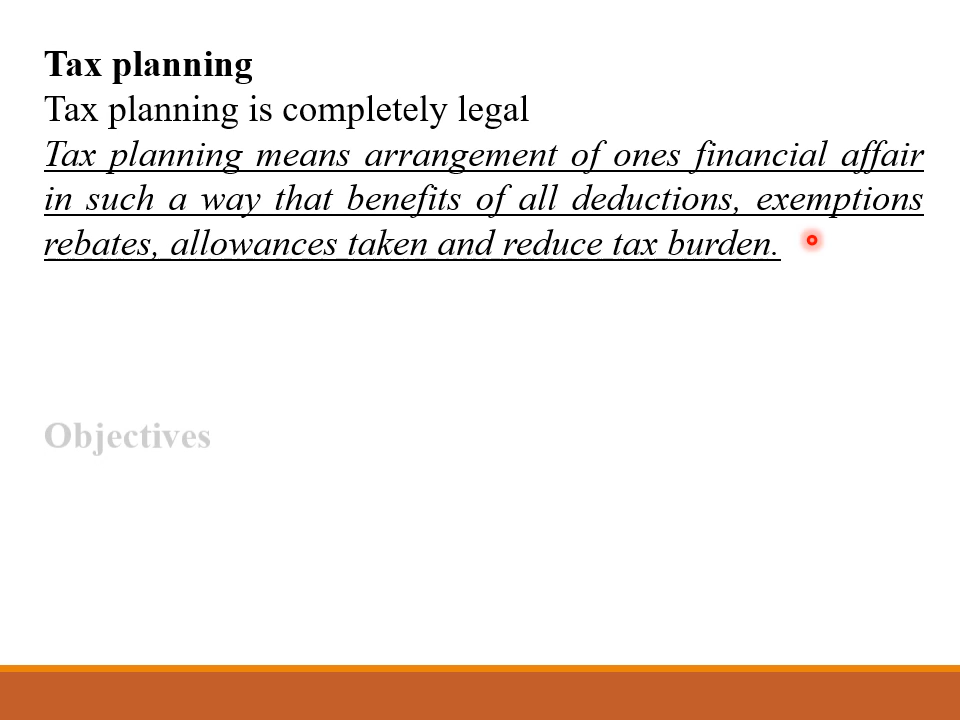 Tax planning
Tax planning is completely legal
Tax planning means arrangement of ones financial affair
in such a way that benefits of all deductions, exemptions
rebates, allowances taken and reduce tax burden.
Objectives